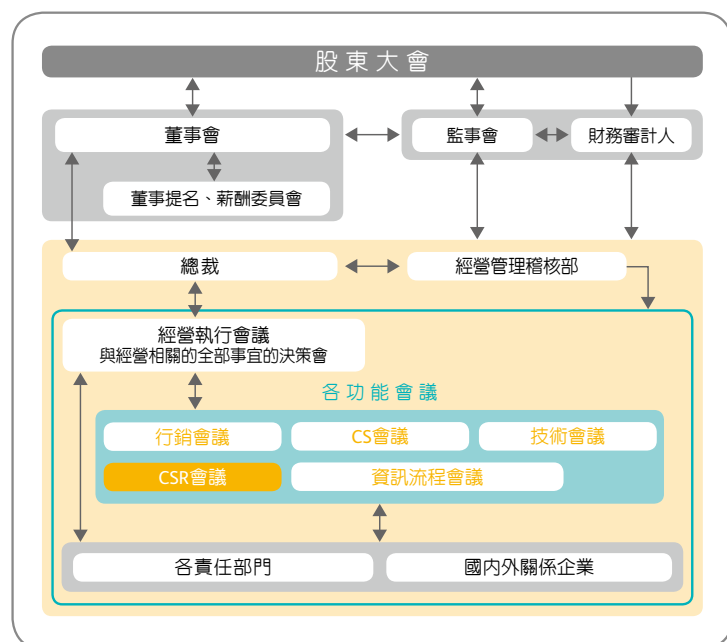 股東大會
董事會
監事會
財務審計人
董事提名、薪酬委員會
總裁
經營管理稽核部
經營執行會議
與經營相關的全部事宜的決策會
各功能會議
行銷會議
CS會議
技術會議
CSR會議
資訊流程會議
各責任部門
國內外關係企業